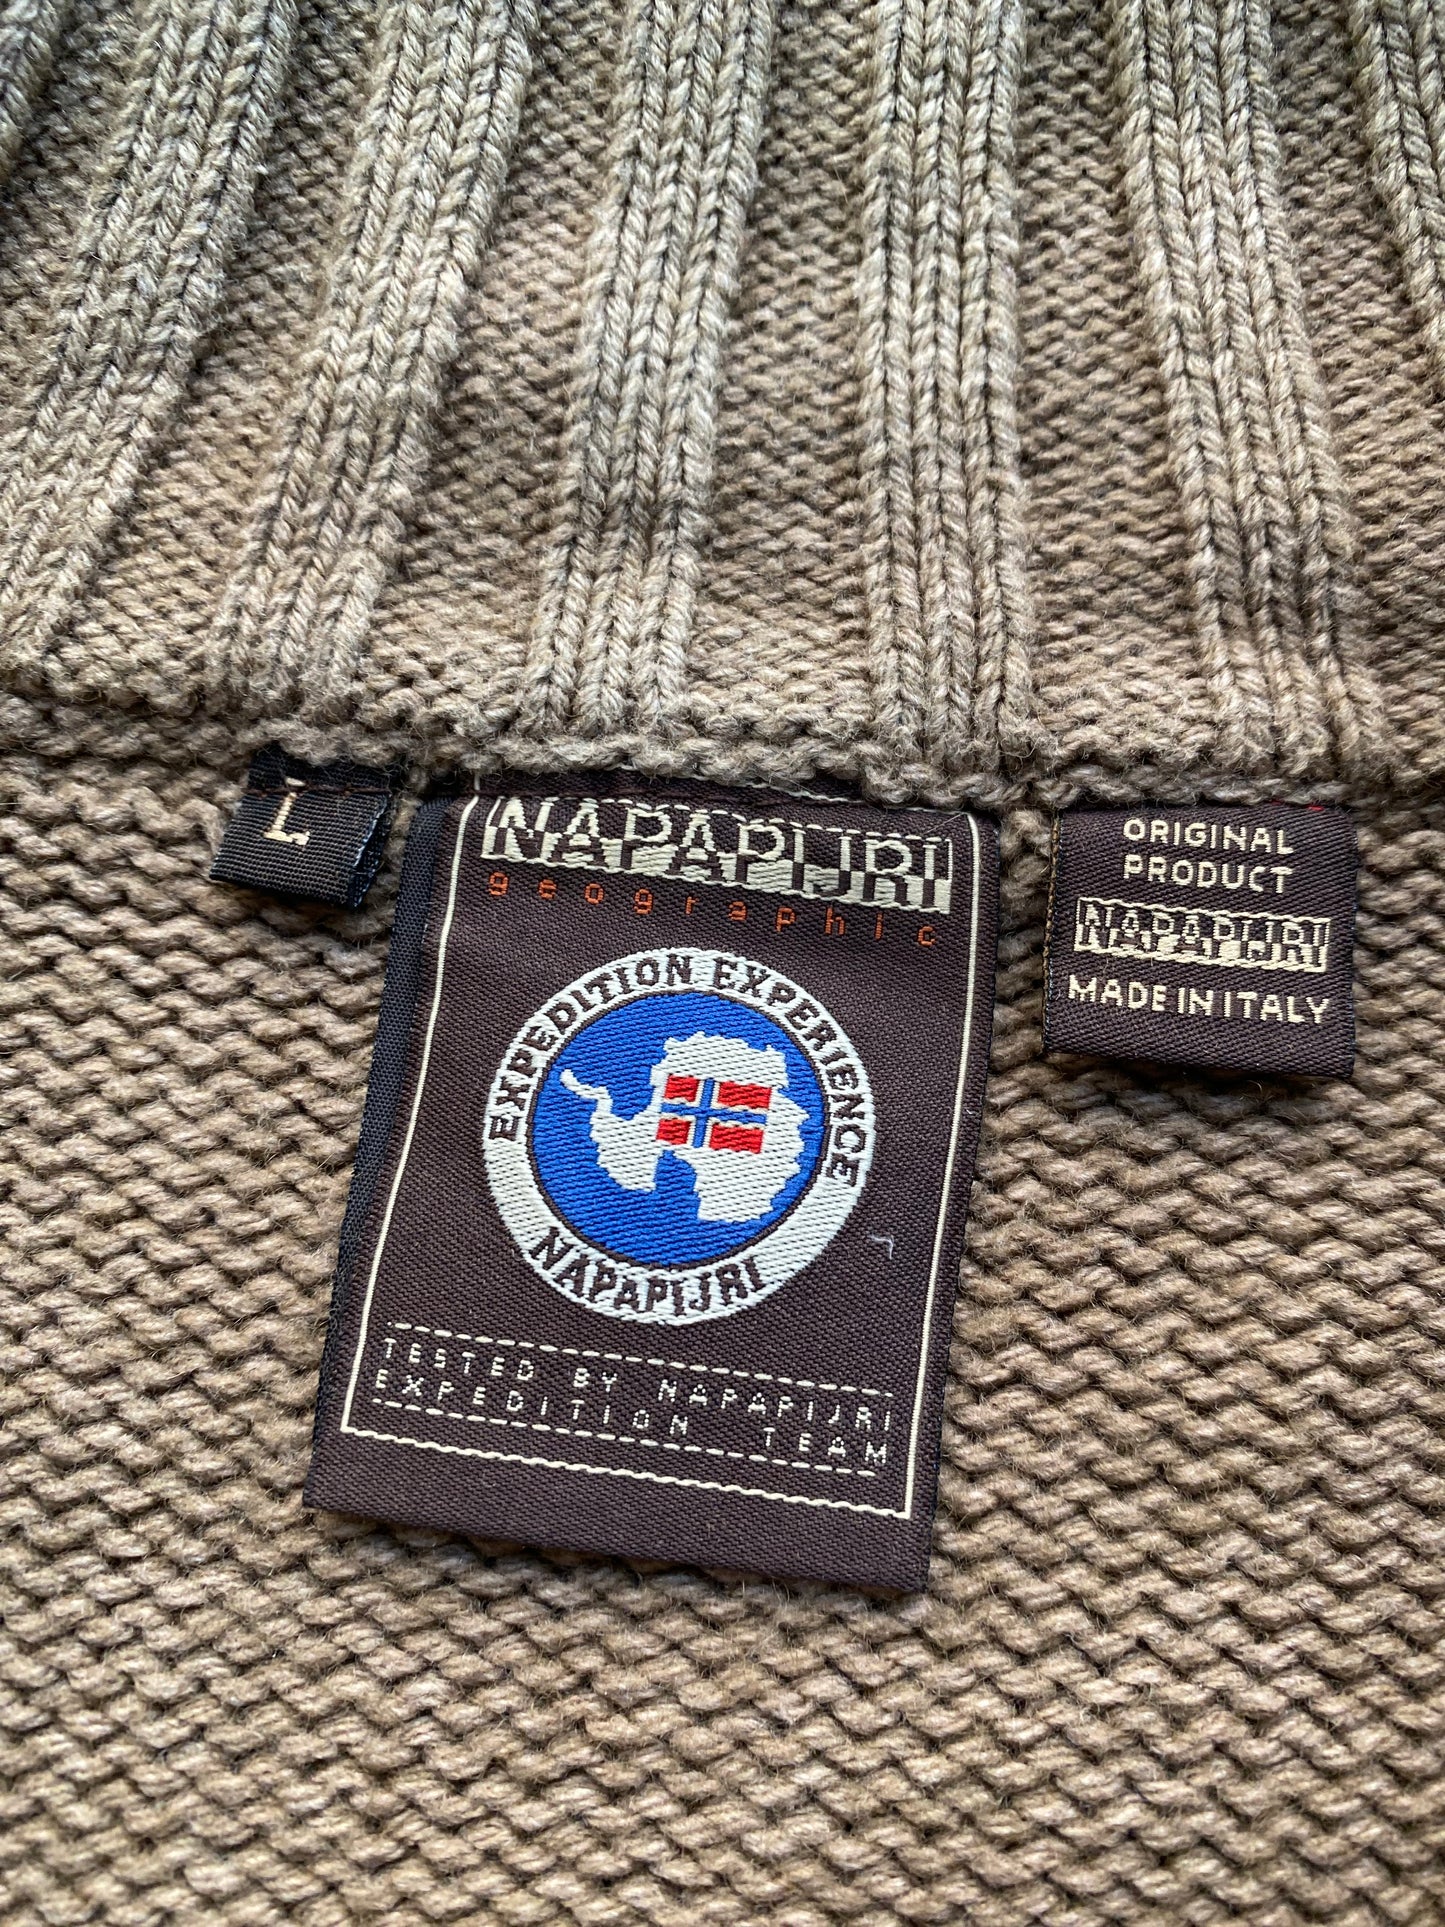 L
NAPAPIJRI
geographic
EXPEDITION EXPERIENCE
NAPAPIJRI
TESTED BY NAPAPIJRI
EXPEDITION TEAM
ORIGINAL
PRODUCT
NAPAPIJRI
MADE IN ITALY